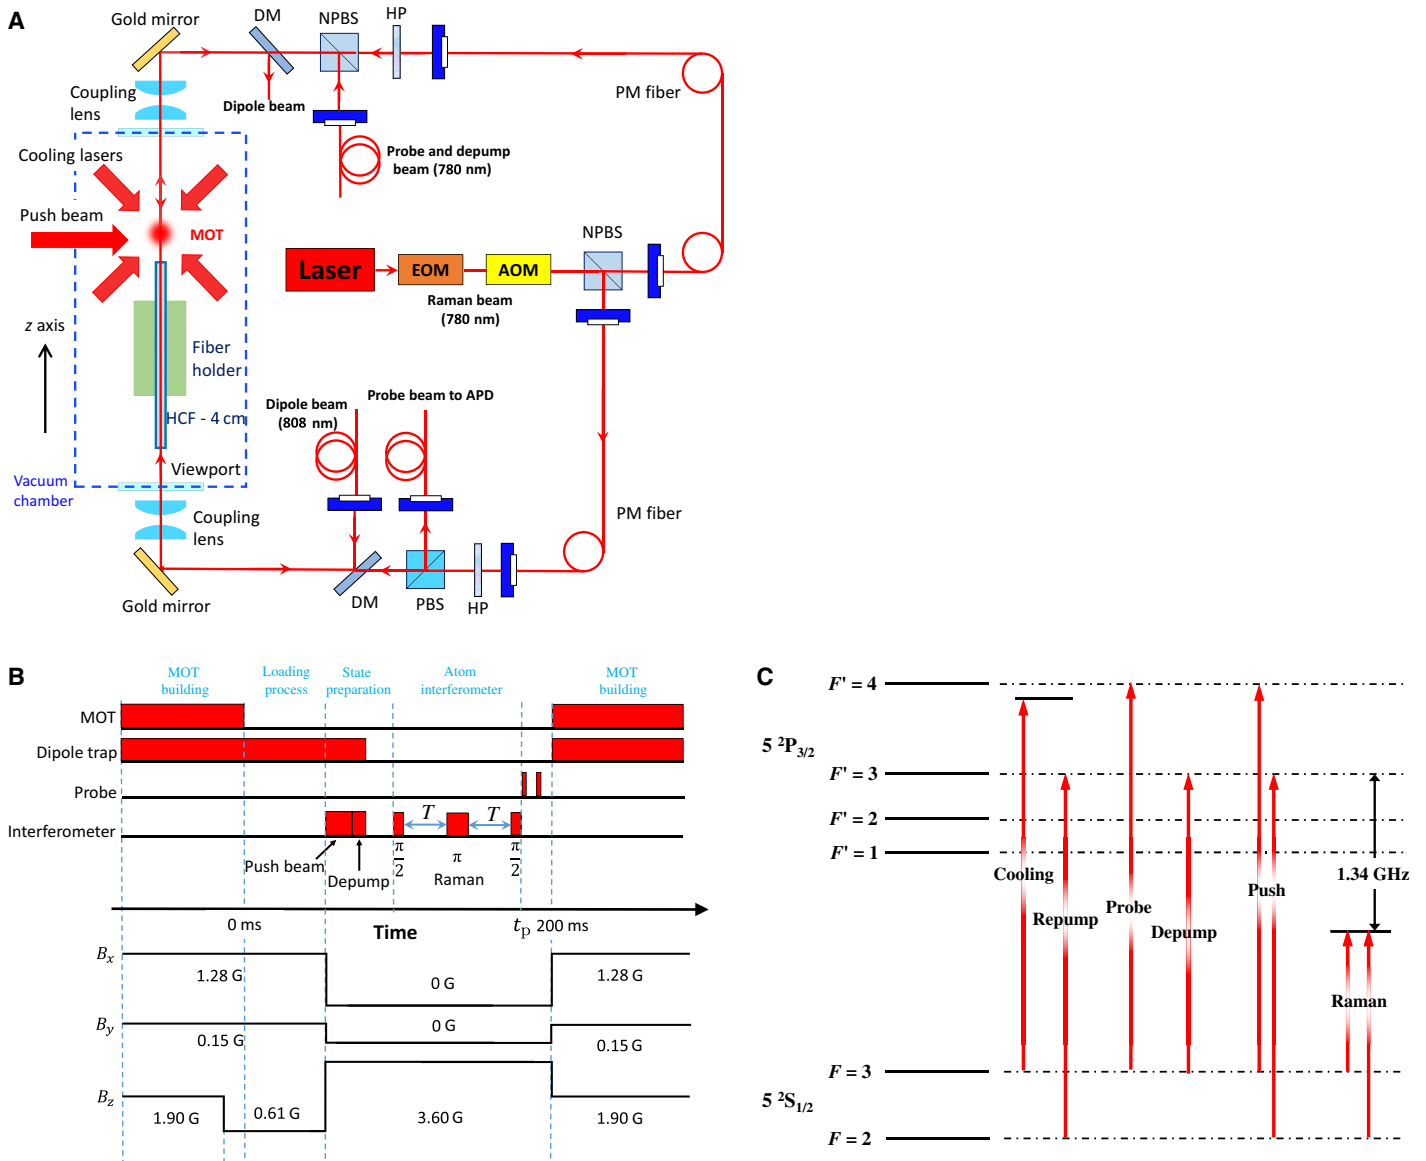 A
Gold mirror
DM
NPBS
HP
Coupling
lens
Dipole beam
PM fiber
Probe and depump
beam (780 nm)
Cooling lasers
Push beam
MOT
NPBS
Laser
EOM
AOM
Raman beam
(780 nm)
z axis
Fiber
holder
HCF - 4 cm
Dipole beam
(808 nm)
Probe beam to APD
Viewport
Vacuum
chamber
Coupling
lens
PM fiber
Gold mirror
DM
PBS
HP
B
MOT
building
Loading
process
State
preparation
Atom
interferometer
MOT
building
MOT
Dipole trap
Probe
Interferometer
T
T
Push beam
Depump
π/2
π
π/2
Raman
0 ms
Time
tp
200 ms
Bx
1.28 G
0 G
1.28 G
By
0.15 G
0 G
0.15 G
Bz
1.90 G
0.61 G
3.60 G
1.90 G
C
F' = 4
5 ²P3/2
F' = 3
F' = 2
F' = 1
Cooling
Repump
Probe
Depump
Push
1.34 GHz
Raman
F = 3
5 ²S1/2
F = 2